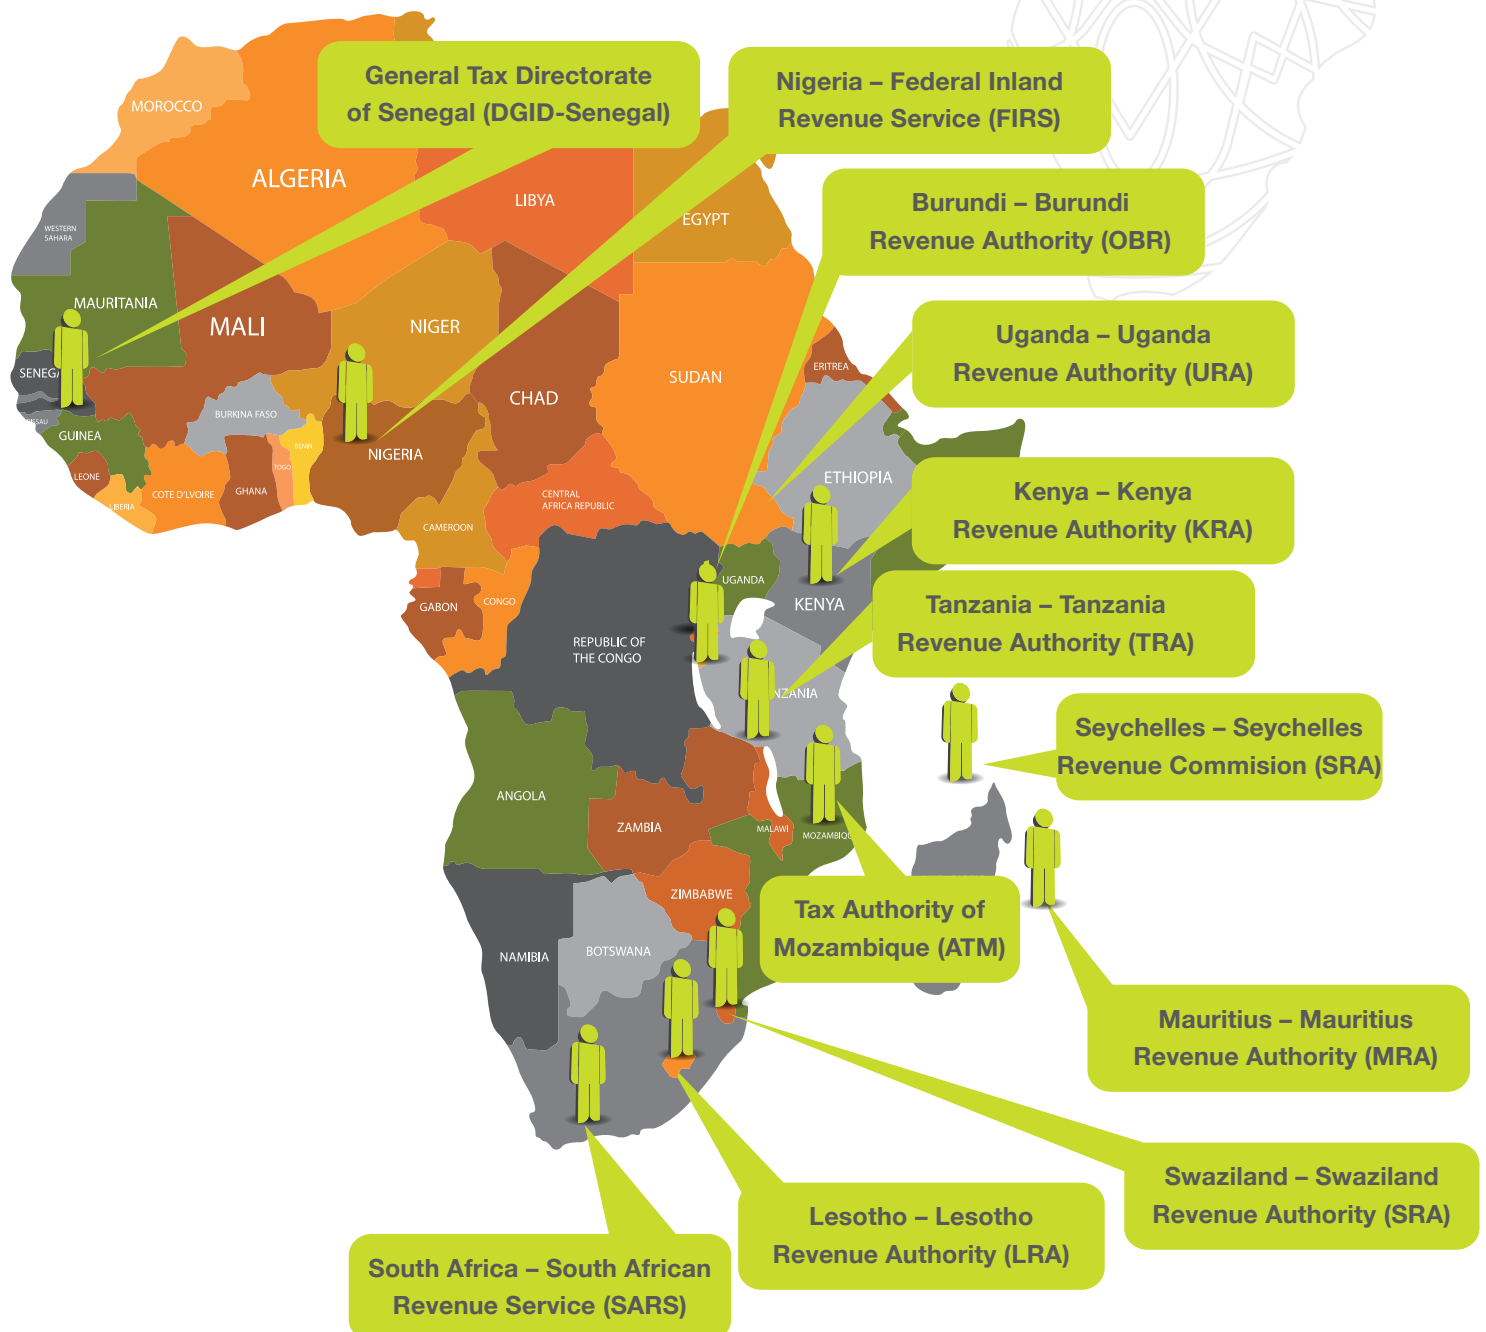 General Tax Directorate
of Senegal (DGID-Senegal)
Nigeria – Federal Inland
Revenue Service (FIRS)
Burundi – Burundi
Revenue Authority (OBR)
Uganda – Uganda
Revenue Authority (URA)
Kenya – Kenya
Revenue Authority (KRA)
Tanzania – Tanzania
Revenue Authority (TRA)
Seychelles – Seychelles
Revenue Commision (SRA)
Tax Authority of
Mozambique (ATM)
Mauritius – Mauritius
Revenue Authority (MRA)
Swaziland – Swaziland
Revenue Authority (SRA)
Lesotho – Lesotho
Revenue Authority (LRA)
South Africa – South African
Revenue Service (SARS)
MOROCCO
ALGERIA
LIBYA
EGYPT
WESTERN
SAHARA
MAURITANIA
MALI
NIGER
CHAD
SUDAN
ERITREA
SENEGA
BURKINA FASO
ISSAU
GUINEA
LEONE
LIBERIA
COTE D'LVOIRE
GHANA
TOGO
BENIN
NIGERIA
ETHIOPIA
CENTRAL
AFRICA REPUBLIC
CAMEROON
GABON
CONGO
REPUBLIC OF
THE CONGO
UGANDA
KENYA
NZANIA
ANGOLA
ZAMBIA
MALAWI
MOZAMBIQU
ZIMBABWE
NAMIBIA
BOTSWANA